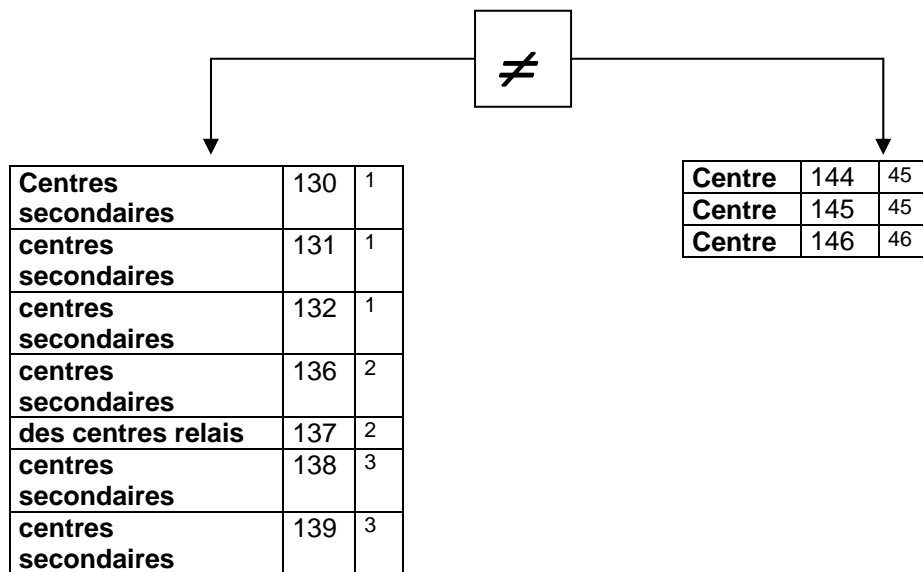 ≠
Centres secondaires 130 1
centres secondaires 131 1
centres secondaires 132 1
centres secondaires 136 2
des centres relais 137 2
centres secondaires 138 3
centres secondaires 139 3
Centre 144 45
Centre 145 45
Centre 146 46